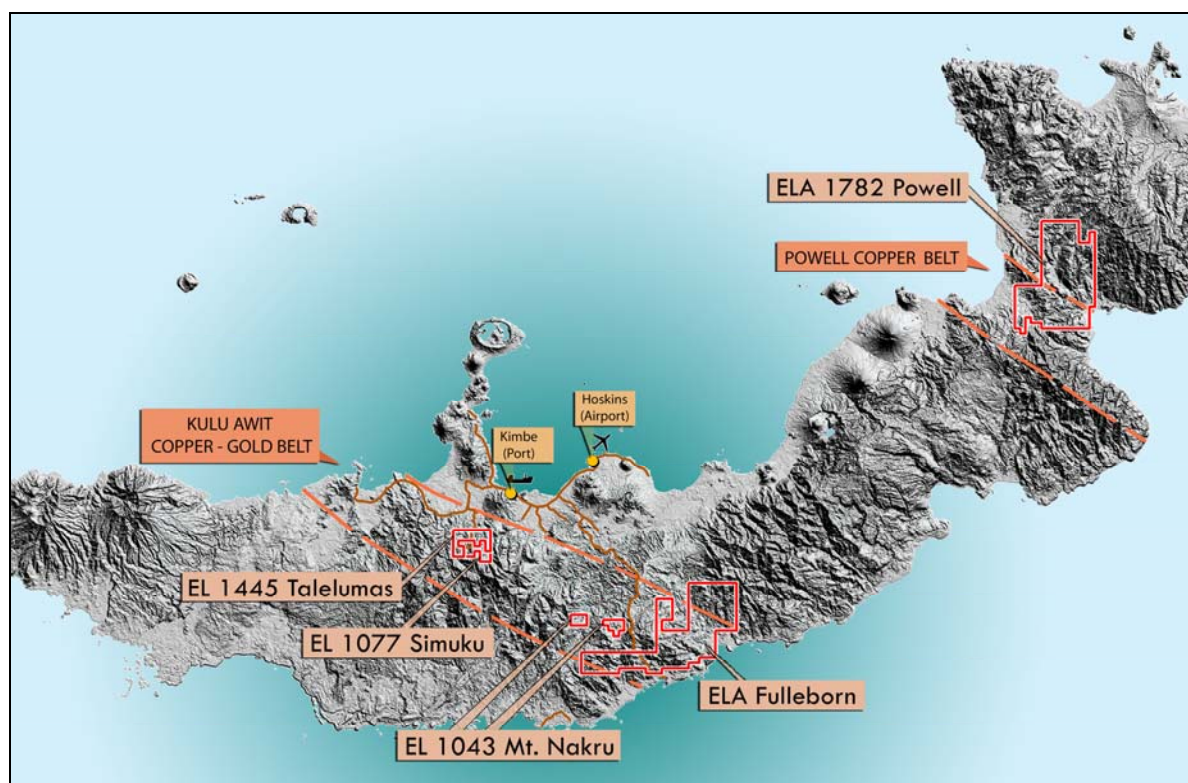 ELA 1782 Powell
POWELL COPPER BELT
Hoskins
(Airport)
KULU AWIT
COPPER - GOLD BELT
Kimbe
(Port)
EL 1445 Talelumas
EL 1077 Simuku
ELA Fulleborn
EL 1043 Mt. Nakru